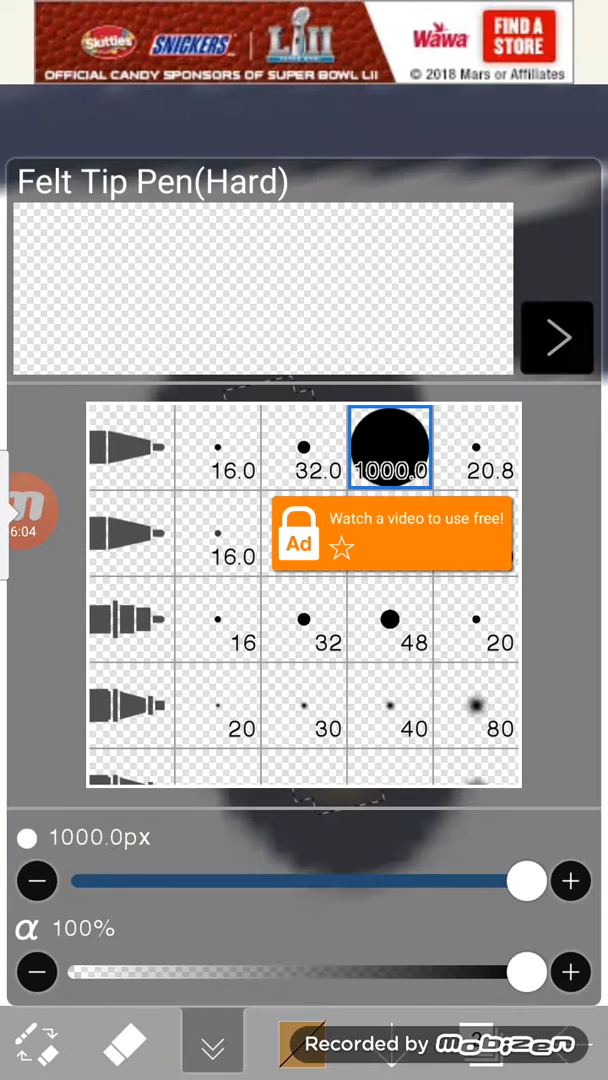 Skittles SNICKERS LII Wawa FIND A STORE
OFFICIAL CANDY SPONSORS OF SUPER BOWL LII © 2018 Mars or Affiliates
Felt Tip Pen(Hard)
16.0 32.0 1000.0 20.8
6:04
Watch a video to use free!
Ad
16.0
16 32 48 20
20 30 40 80
1000.0px
α 100%
Recorded by mobizen